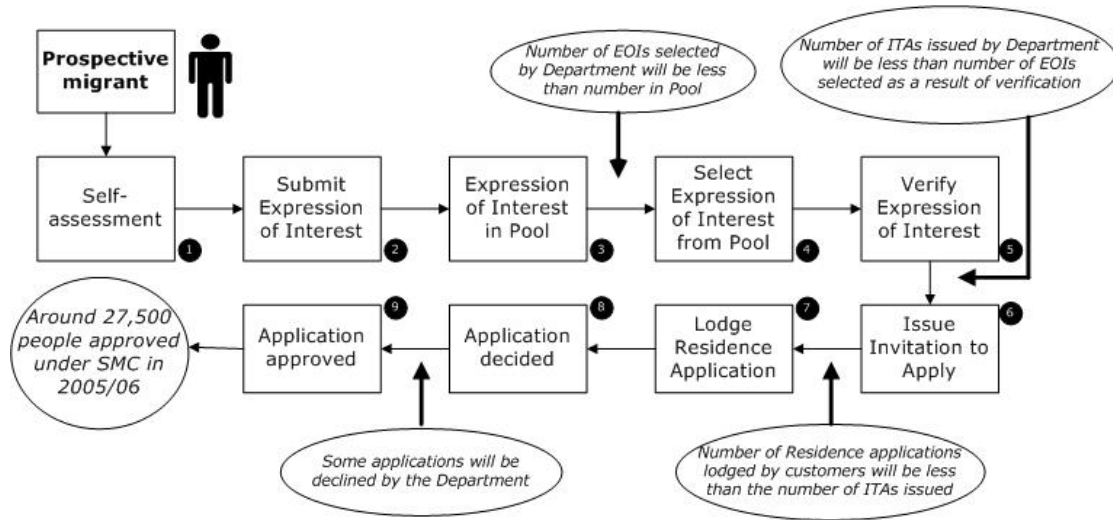 Prospective
migrant
Number of EOIs selected
by Department will be less
than number in Pool
Number of ITAs issued by Department
will be less than number of EOIs
selected as a result of verification
Self-
assessment
1
Submit
Expression
of Interest
2
Expression
of Interest
in Pool
3
Select
Expression
of Interest
from Pool
4
Verify
Expression
of Interest
5
Issue
Invitation to
Apply
6
Lodge
Residence
Application
7
Application
decided
8
Application
approved
9
Around 27,500
people approved
under SMC in
2005/06
Some applications will be
declined by the Department
Number of Residence applications
lodged by customers will be less
than the number of ITAs issued